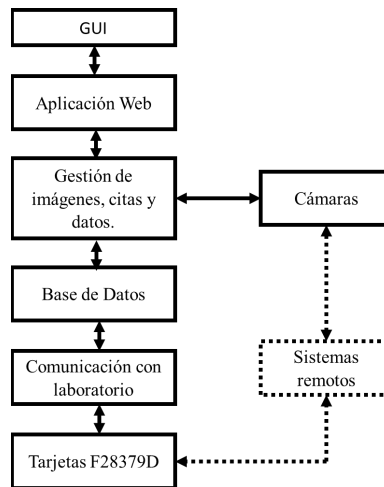 GUI
Aplicación Web
Gestión de
imágenes, citas y
datos.
Cámaras
Base de Datos
Comunicación con
laboratorio
Sistemas
remotos
Tarjetas F28379D